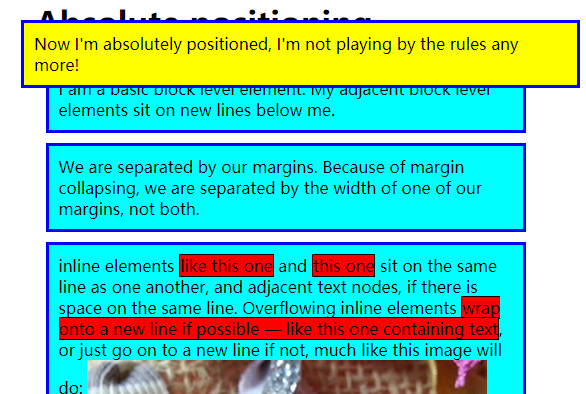 Absolute positioning
Now I'm absolutely positioned, I'm not playing by the rules any
more!
I am a basic block level element. My adjacent block level
elements sit on new lines below me.
We are separated by our margins. Because of margin
collapsing, we are separated by the width of one of our
margins, not both.
inline elements like this one and this one sit on the same
line as one another, and adjacent text nodes, if there is
space on the same line. Overflowing inline elements wrap
onto a new line if possible — like this one containing text,
or just go on to a new line if not, much like this image will
do: